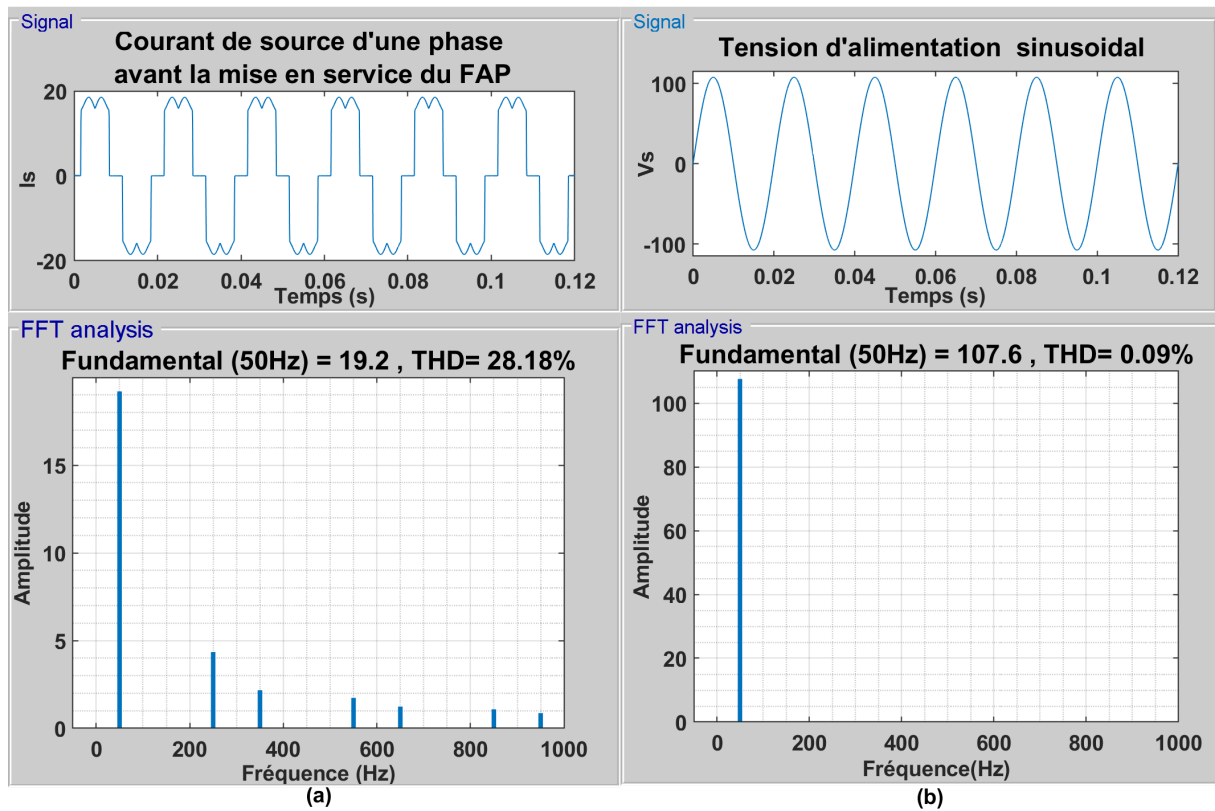 Signal
Courant de source d'une phase
avant la mise en service du FAP
20
0
-20
Is
0 0.02 0.04 0.06 0.08 0.1 0.12
Temps (s)
FFT analysis
Fundamental (50Hz) = 19.2 , THD= 28.18%
15
10
5
0
Amplitude
0 200 400 600 800 1000
Fréquence (Hz)
(a)
Signal
Tension d'alimentation sinusoidal
100
0
-100
Vs
0 0.02 0.04 0.06 0.08 0.1 0.12
Temps (s)
FFT analysis
Fundamental (50Hz) = 107.6 , THD= 0.09%
100
80
60
40
20
0
Amplitude
0 200 400 600 800 1000
Fréquence(Hz)
(b)